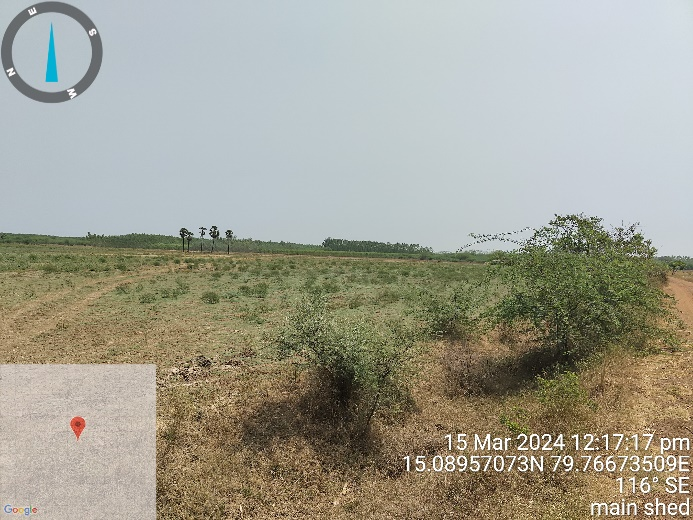 E
S
N
W
15 Mar 2024 12:17:17 pm
15.08957073N 79.76673509E
116° SE
main shed
Google